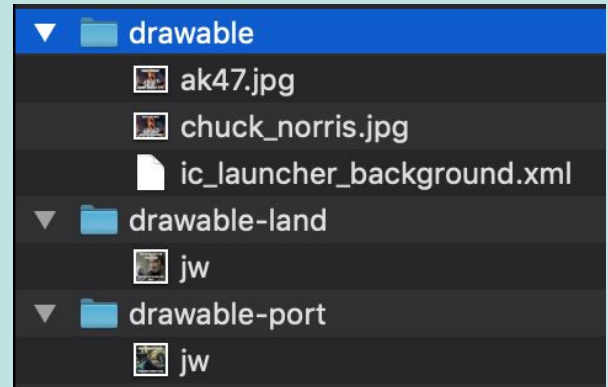 drawable
ak47.jpg
chuck_norris.jpg
ic_launcher_background.xml
drawable-land
jw
drawable-port
jw